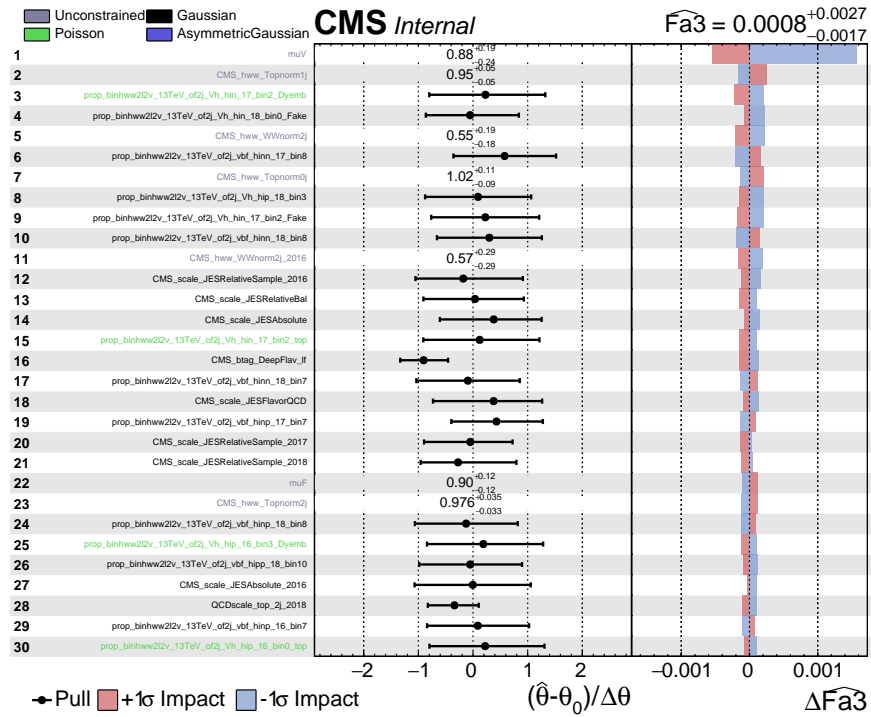 Unconstrained Gaussian
Poisson AsymmetricGaussian
CMS Internal
F̂a3 = 0.0008 +0.0027 −0.0017
1 muV 0.88 +0.19 −0.24
2 CMS_hww_Topnorm1j 0.95 +0.05 −0.05
3 prop_binhww2l2v_13TeV_of2j_Vh_hin_17_bin2_Dyemb
4 prop_binhww2l2v_13TeV_of2j_Vh_hin_18_bin0_Fake
5 CMS_hww_WWnorm2j 0.55 +0.19 −0.18
6 prop_binhww2l2v_13TeV_of2j_vbf_hinn_17_bin8
7 CMS_hww_Topnorm0j 1.02 +0.11 −0.09
8 prop_binhww2l2v_13TeV_of2j_Vh_hip_18_bin3
9 prop_binhww2l2v_13TeV_of2j_Vh_hin_17_bin2_Fake
10 prop_binhww2l2v_13TeV_of2j_vbf_hinn_18_bin8
11 CMS_hww_WWnorm2j_2016 0.57 +0.29 −0.29
12 CMS_scale_JESRelativeSample_2016
13 CMS_scale_JESRelativeBal
14 CMS_scale_JESAbsolute
15 prop_binhww2l2v_13TeV_of2j_Vh_hin_17_bin2_top
16 CMS_btag_DeepFlav_lf
17 prop_binhww2l2v_13TeV_of2j_vbf_hinn_18_bin7
18 CMS_scale_JESFlavorQCD
19 prop_binhww2l2v_13TeV_of2j_vbf_hinp_17_bin7
20 CMS_scale_JESRelativeSample_2017
21 CMS_scale_JESRelativeSample_2018
22 muF 0.90 +0.12 −0.12
23 CMS_hww_Topnorm2j 0.976 +0.035 −0.033
24 prop_binhww2l2v_13TeV_of2j_vbf_hinp_18_bin8
25 prop_binhww2l2v_13TeV_of2j_Vh_hip_16_bin3_Dyemb
26 prop_binhww2l2v_13TeV_of2j_vbf_hipp_18_bin10
27 CMS_scale_JESAbsolute_2016
28 QCDscale_top_2j_2018
29 prop_binhww2l2v_13TeV_of2j_vbf_hinp_16_bin7
30 prop_binhww2l2v_13TeV_of2j_Vh_hip_16_bin0_top
−2 −1 0 1 2 −0.001 0 0.001
Pull +1σ Impact -1σ Impact (θ̂-θ₀)/Δθ ΔF̂a3